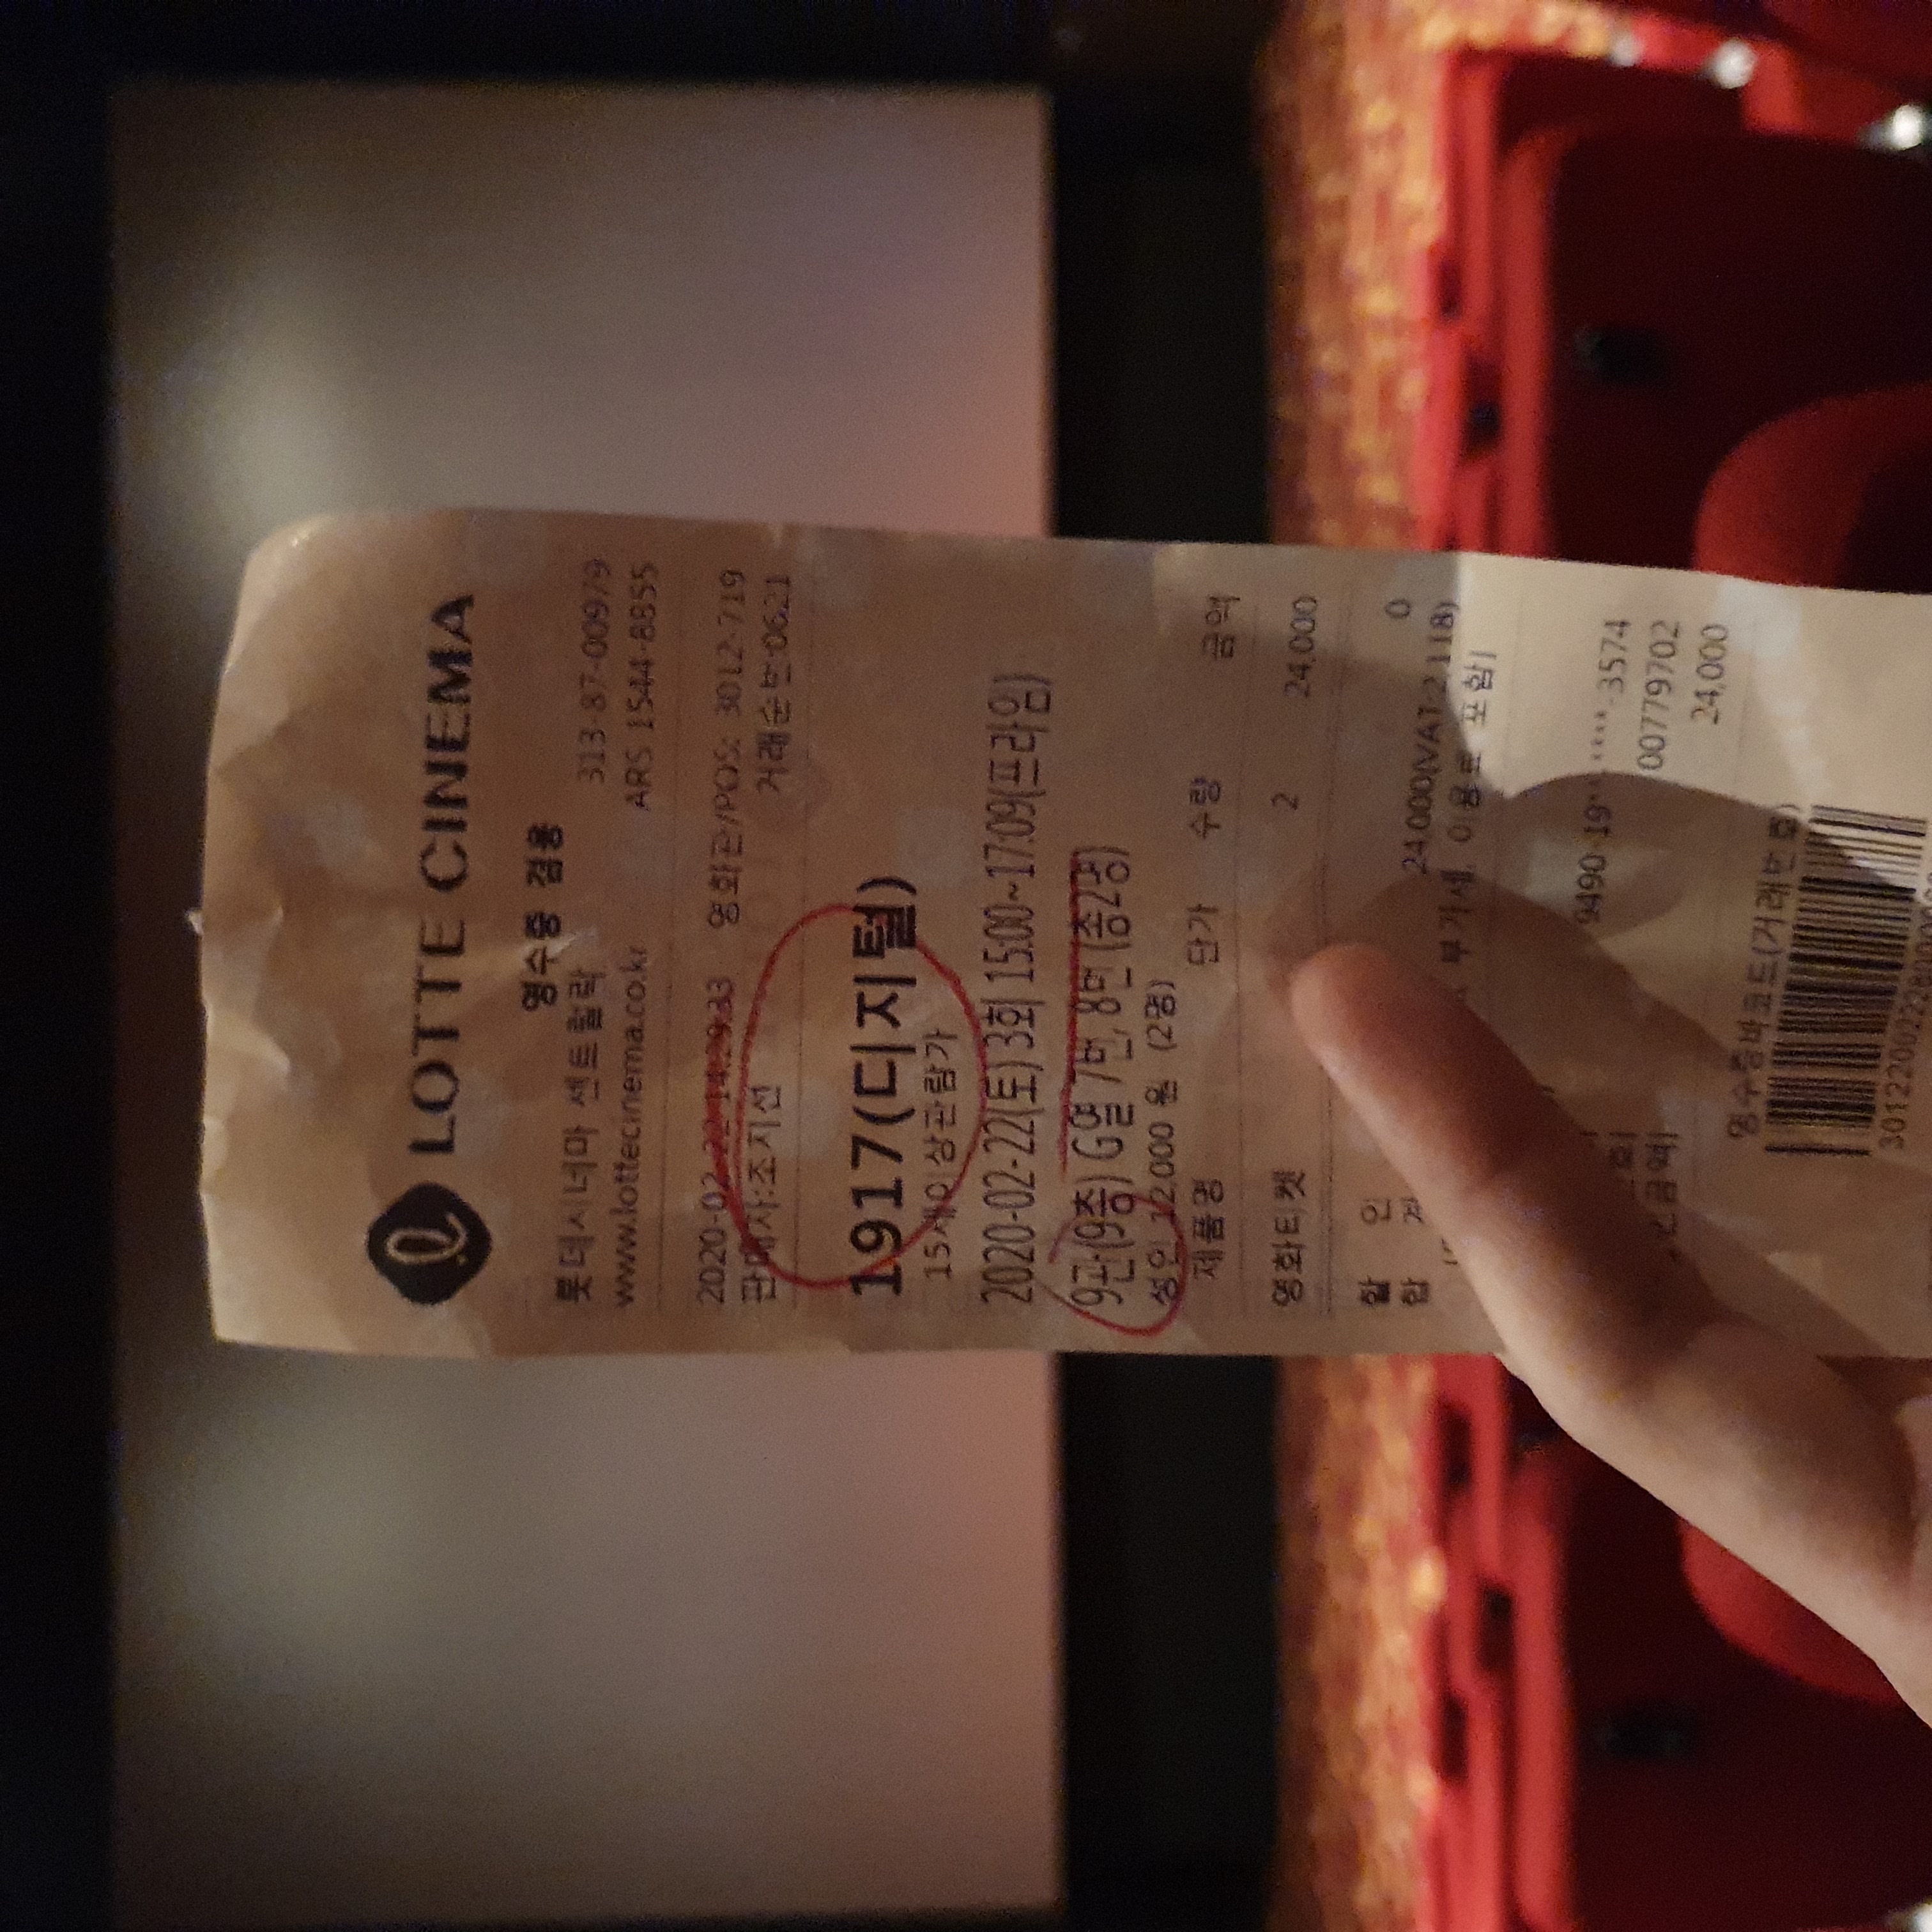 LOTTE CINEMA
영수증 겸용
롯데시네마 센트럴락 313-87-00979
www.lottecinema.co.kr ARS 1544-8855
2020-02-22 14:29:33 영화관/POS: 3012-719
판매자:조지선 거래순번:0621
1917(디지털)
15세이상관람가
2020-02-22(토) 3회 15:00~17:09(프라임)
9관(9층) G열 7번, 8번 (총2명)
성인 12,000 원 (2명)
제품명 단가 수량 금액
영화티켓 2 24,000
할 인 0
합 계 24,000(VAT:2,118)
부가세, 이용료 포함)
9490-19**-****-3574
00779702
24,000
영수증바코드(거래번호)